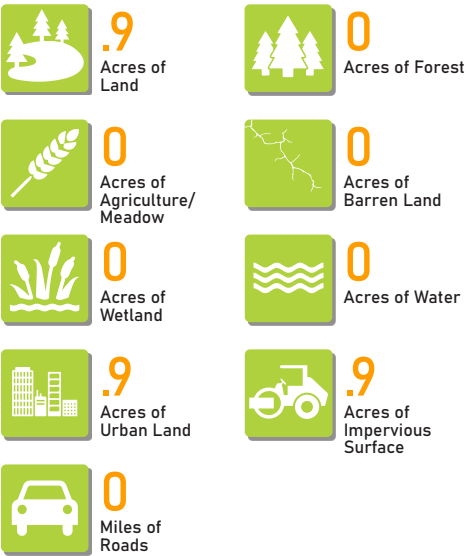 .9
Acres of
Land
0
Acres of Forest
0
Acres of
Agriculture/
Meadow
0
Acres of
Barren Land
0
Acres of
Wetland
0
Acres of Water
.9
Acres of
Urban Land
.9
Acres of
Impervious
Surface
0
Miles of
Roads